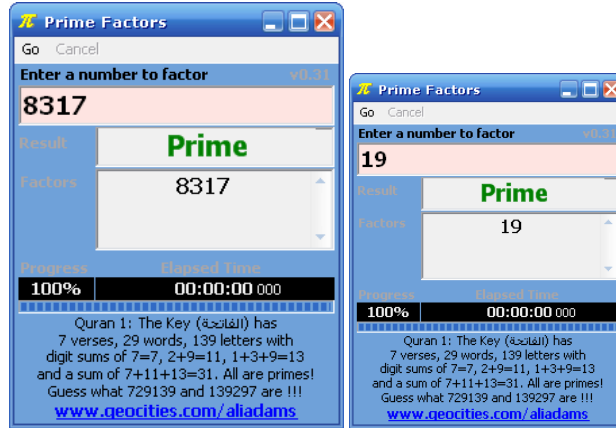 Prime Factors
Go Cancel
Enter a number to factor v0.31
8317
Result Prime
Factors 8317
Progress Elapsed Time
100% 00:00:00 000
Quran 1: The Key (الفاتحة) has
7 verses, 29 words, 139 letters with
digit sums of 7=7, 2+9=11, 1+3+9=13
and a sum of 7+11+13=31. All are primes!
Guess what 729139 and 139297 are !!!
www.geocities.com/aliadams
Prime Factors
Go Cancel
Enter a number to factor v0.31
19
Result Prime
Factors 19
Progress Elapsed Time
100% 00:00:00 000
Quran 1: The Key (الفاتحة) has
7 verses, 29 words, 139 letters with
digit sums of 7=7, 2+9=11, 1+3+9=13
and a sum of 7+11+13=31. All are primes!
Guess what 729139 and 139297 are !!!
www.geocities.com/aliadams